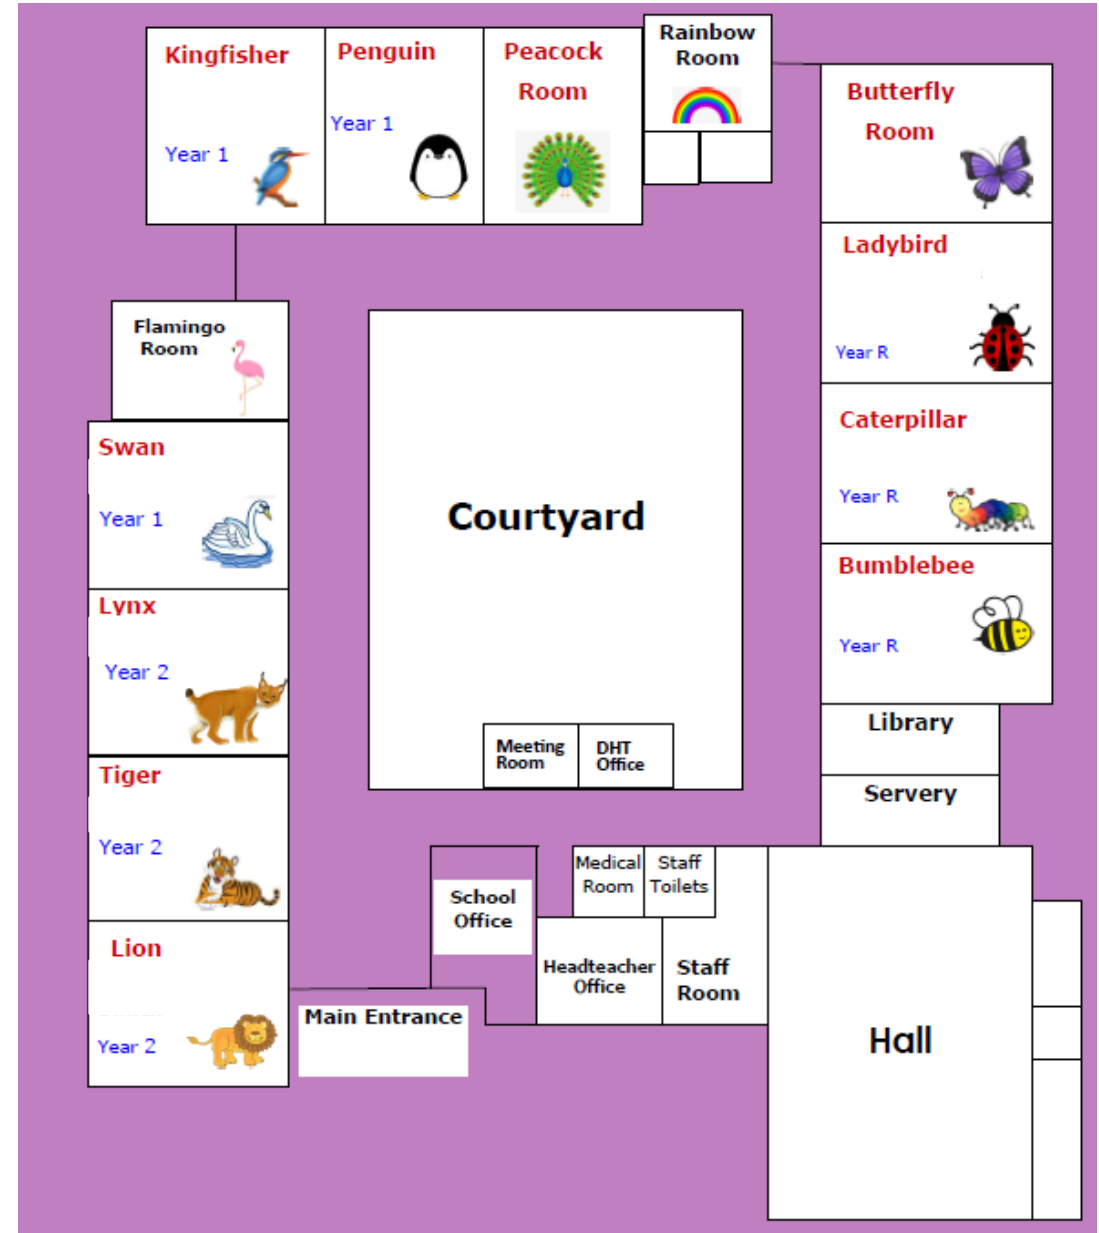 Kingfisher
Year 1
Penguin
Year 1
Peacock
Room
Rainbow
Room
Butterfly
Room
Ladybird
Year R
Caterpillar
Year R
Bumblebee
Year R
Library
Servery
Flamingo
Room
Swan
Year 1
Lynx
Year 2
Tiger
Year 2
Lion
Year 2
Courtyard
Meeting
Room
DHT
Office
School
Office
Medical
Room
Staff
Toilets
Headteacher
Office
Staff
Room
Main Entrance
Hall